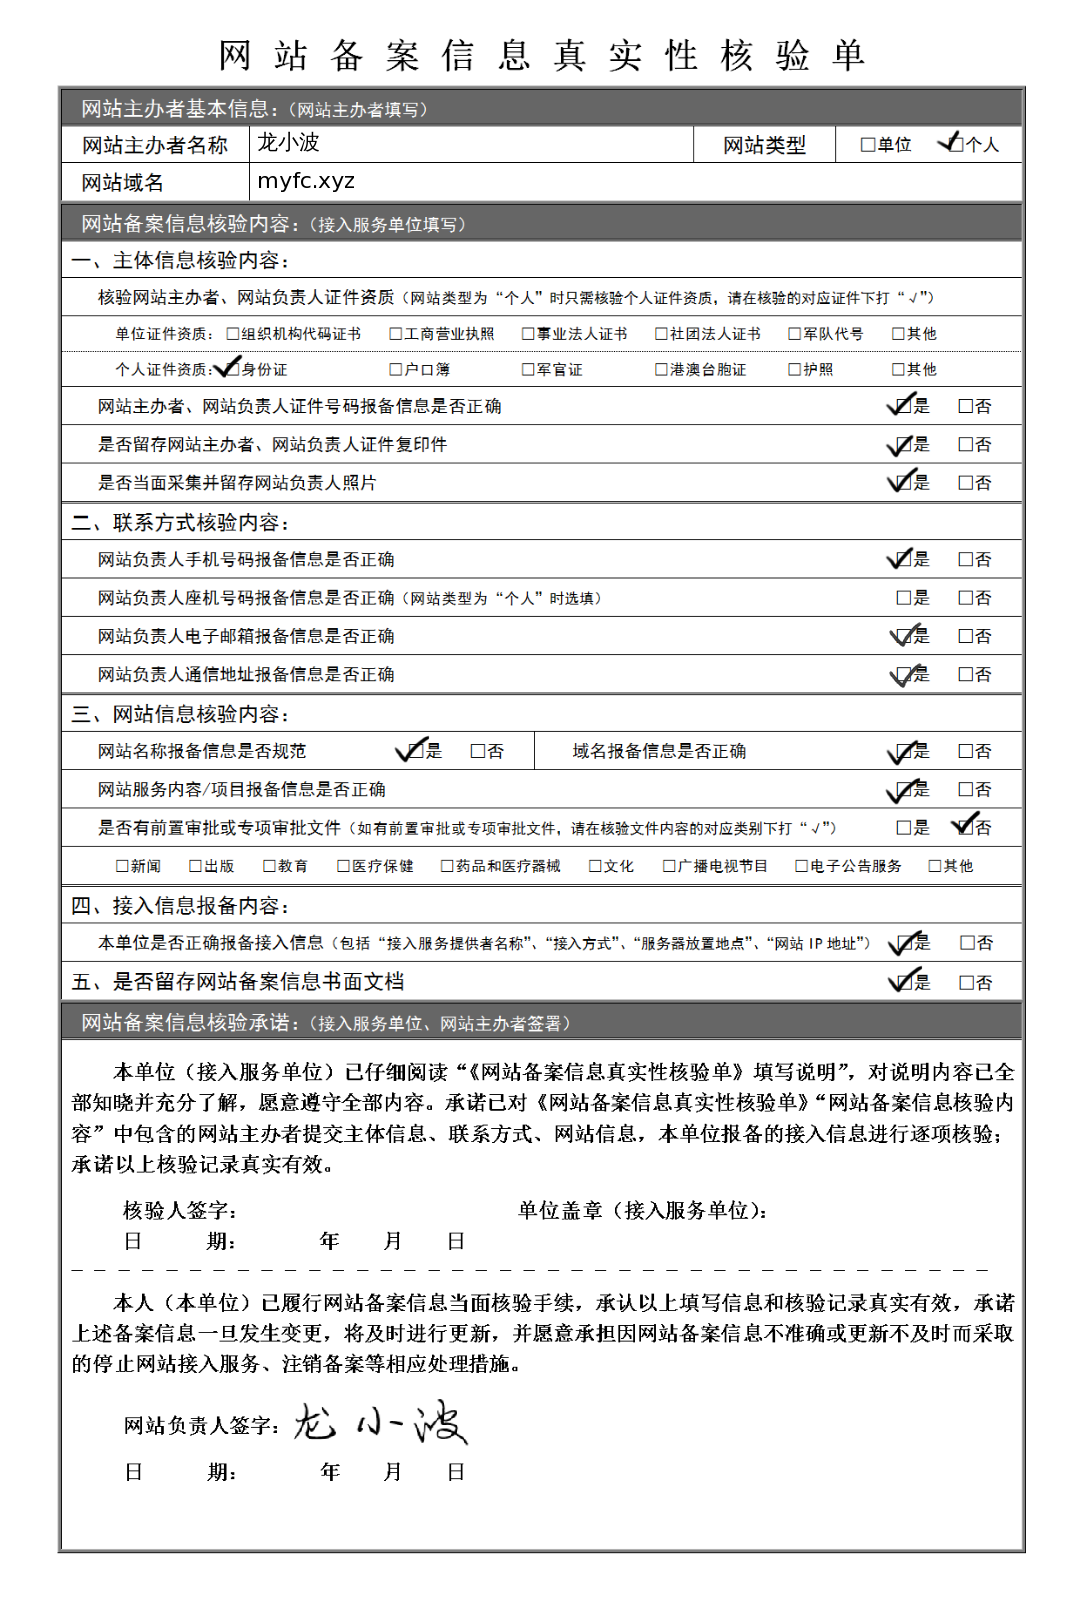 网站备案信息真实性核验单
网站主办者基本信息：（网站主办者填写）
网站主办者名称 龙小波 网站类型 □单位 ✓□个人
网站域名 myfc.xyz
网站备案信息核验内容：（接入服务单位填写）
一、主体信息核验内容：
核验网站主办者、网站负责人证件资质（网站类型为“个人”时只需核验个人证件资质，请在核验的对应证件下打“√”）
单位证件资质： □组织机构代码证书 □工商营业执照 □事业法人证书 □社团法人证书 □军队代号 □其他
个人证件资质： ✓□身份证 □户口簿 □军官证 □港澳台胞证 □护照 □其他
网站主办者、网站负责人证件号码报备信息是否正确 ✓□是 □否
是否留存网站主办者、网站负责人证件复印件 ✓□是 □否
是否当面采集并留存网站负责人照片 ✓□是 □否
二、联系方式核验内容：
网站负责人手机号码报备信息是否正确 ✓□是 □否
网站负责人座机号码报备信息是否正确（网站类型为“个人”时选填） □是 □否
网站负责人电子邮箱报备信息是否正确 ✓□是 □否
网站负责人通信地址报备信息是否正确 ✓□是 □否
三、网站信息核验内容：
网站名称报备信息是否规范 ✓□是 □否 域名报备信息是否正确 ✓□是 □否
网站服务内容/项目报备信息是否正确 ✓□是 □否
是否有前置审批或专项审批文件（如有前置审批或专项审批文件，请在核验文件内容的对应类别下打“√”） □是 ✓□否
□新闻 □出版 □教育 □医疗保健 □药品和医疗器械 □文化 □广播电视节目 □电子公告服务 □其他
四、接入信息报备内容：
本单位是否正确报备接入信息（包括“接入服务提供者名称”、“接入方式”、“服务器放置地点”、“网站 IP 地址”） ✓□是 □否
五、是否留存网站备案信息书面文档 ✓□是 □否
网站备案信息核验承诺：（接入服务单位、网站主办者签署）
本单位（接入服务单位）已仔细阅读“《网站备案信息真实性核验单》填写说明”，对说明内容已全
部知晓并充分了解，愿意遵守全部内容。承诺已对《网站备案信息真实性核验单》“网站备案信息核验内
容”中包含的网站主办者提交主体信息、联系方式、网站信息，本单位报备的接入信息进行逐项核验；
承诺以上核验记录真实有效。
核验人签字： 单位盖章（接入服务单位）：
日 期： 年 月 日
本人（本单位）已履行网站备案信息当面核验手续，承认以上填写信息和核验记录真实有效，承诺
上述备案信息一旦发生变更，将及时进行更新，并愿意承担因网站备案信息不准确或更新不及时而采取
的停止网站接入服务、注销备案等相应处理措施。
网站负责人签字：龙小波
日 期： 年 月 日